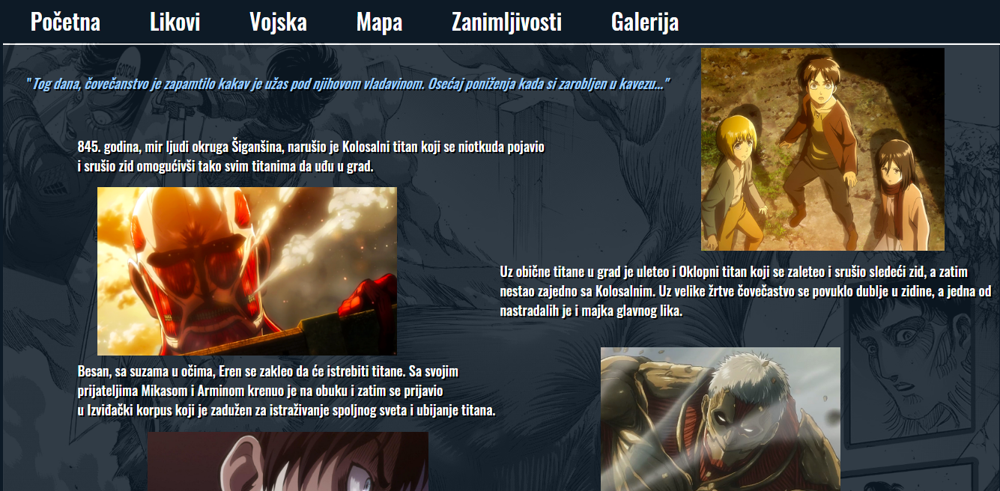 Početna Likovi Vojska Mapa Zanimljivosti Galerija
"Tog dana, čovečanstvo je zapamtilo kakav je užas pod njihovom vladavinom. Osećaj poniženja kada si zarobljen u kavezu..."
845. godina, mir ljudi okruga Šiganšina, narušio je Kolosalni titan koji se niotkuda pojavio
i srušio zid omogućivši tako svim titanima da uđu u grad.
Uz obične titane u grad je uleteo i Oklopni titan koji se zaleteo i srušio sledeći zid, a zatim
nestao zajedno sa Kolosalnim. Uz velike žrtve čovečastvo se povuklo dublje u zidine, a jedna od
nastradalih je i majka glavnog lika.
Besan, sa suzama u očima, Eren se zakleo da će istrebiti titane. Sa svojim
prijateljima Mikasom i Arminom krenuo je na obuku i zatim se prijavio
u Izviđački korpus koji je zadužen za istraživanje spoljnog sveta i ubijanje titana.